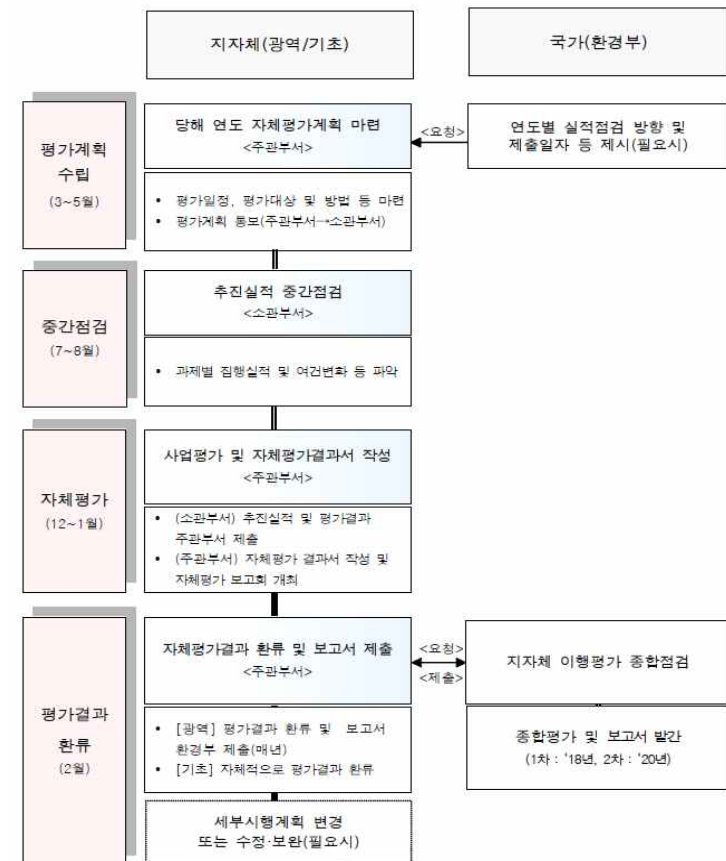 지자체(광역/기초)
국가(환경부)
평가계획
수립
(3~5월)
당해 연도 자체평가계획 마련
<주관부서>
<요청>
연도별 실적점검 방향 및
제출일자 등 제시(필요시)
• 평가일정, 평가대상 및 방법 등 마련
• 평가계획 통보(주관부서→소관부서)
중간점검
(7~8월)
추진실적 중간점검
<소관부서>
• 과제별 집행실적 및 여건변화 등 파악
자체평가
(12~1월)
사업평가 및 자체평가결과서 작성
<주관부서>
• (소관부서) 추진실적 및 평가결과
주관부서 제출
• (주관부서) 자체평가 결과서 작성 및
자체평가 보고회 개최
평가결과
환류
(2월)
자체평가결과 환류 및 보고서 제출
<주관부서>
<요청>
<제출>
지자체 이행평가 종합점검
• [광역] 평가결과 환류 및 보고서
환경부 제출(매년)
• [기초] 자체적으로 평가결과 환류
종합평가 및 보고서 발간
(1차 : '18년, 2차 : '20년)
세부시행계획 변경
또는 수정·보완(필요시)